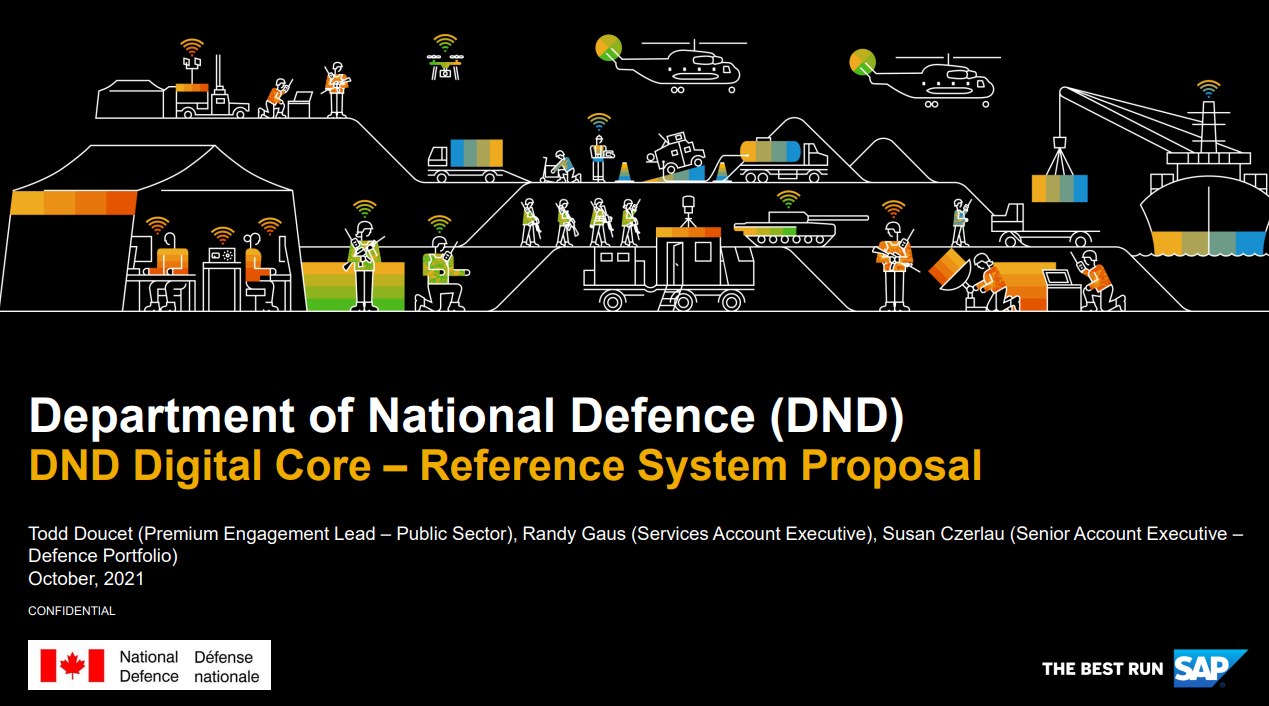 Department of National Defence (DND)
DND Digital Core – Reference System Proposal
Todd Doucet (Premium Engagement Lead – Public Sector), Randy Gaus (Services Account Executive), Susan Czerlau (Senior Account Executive –
Defence Portfolio)
October, 2021
CONFIDENTIAL
National Défense
Defence nationale
THE BEST RUN SAP